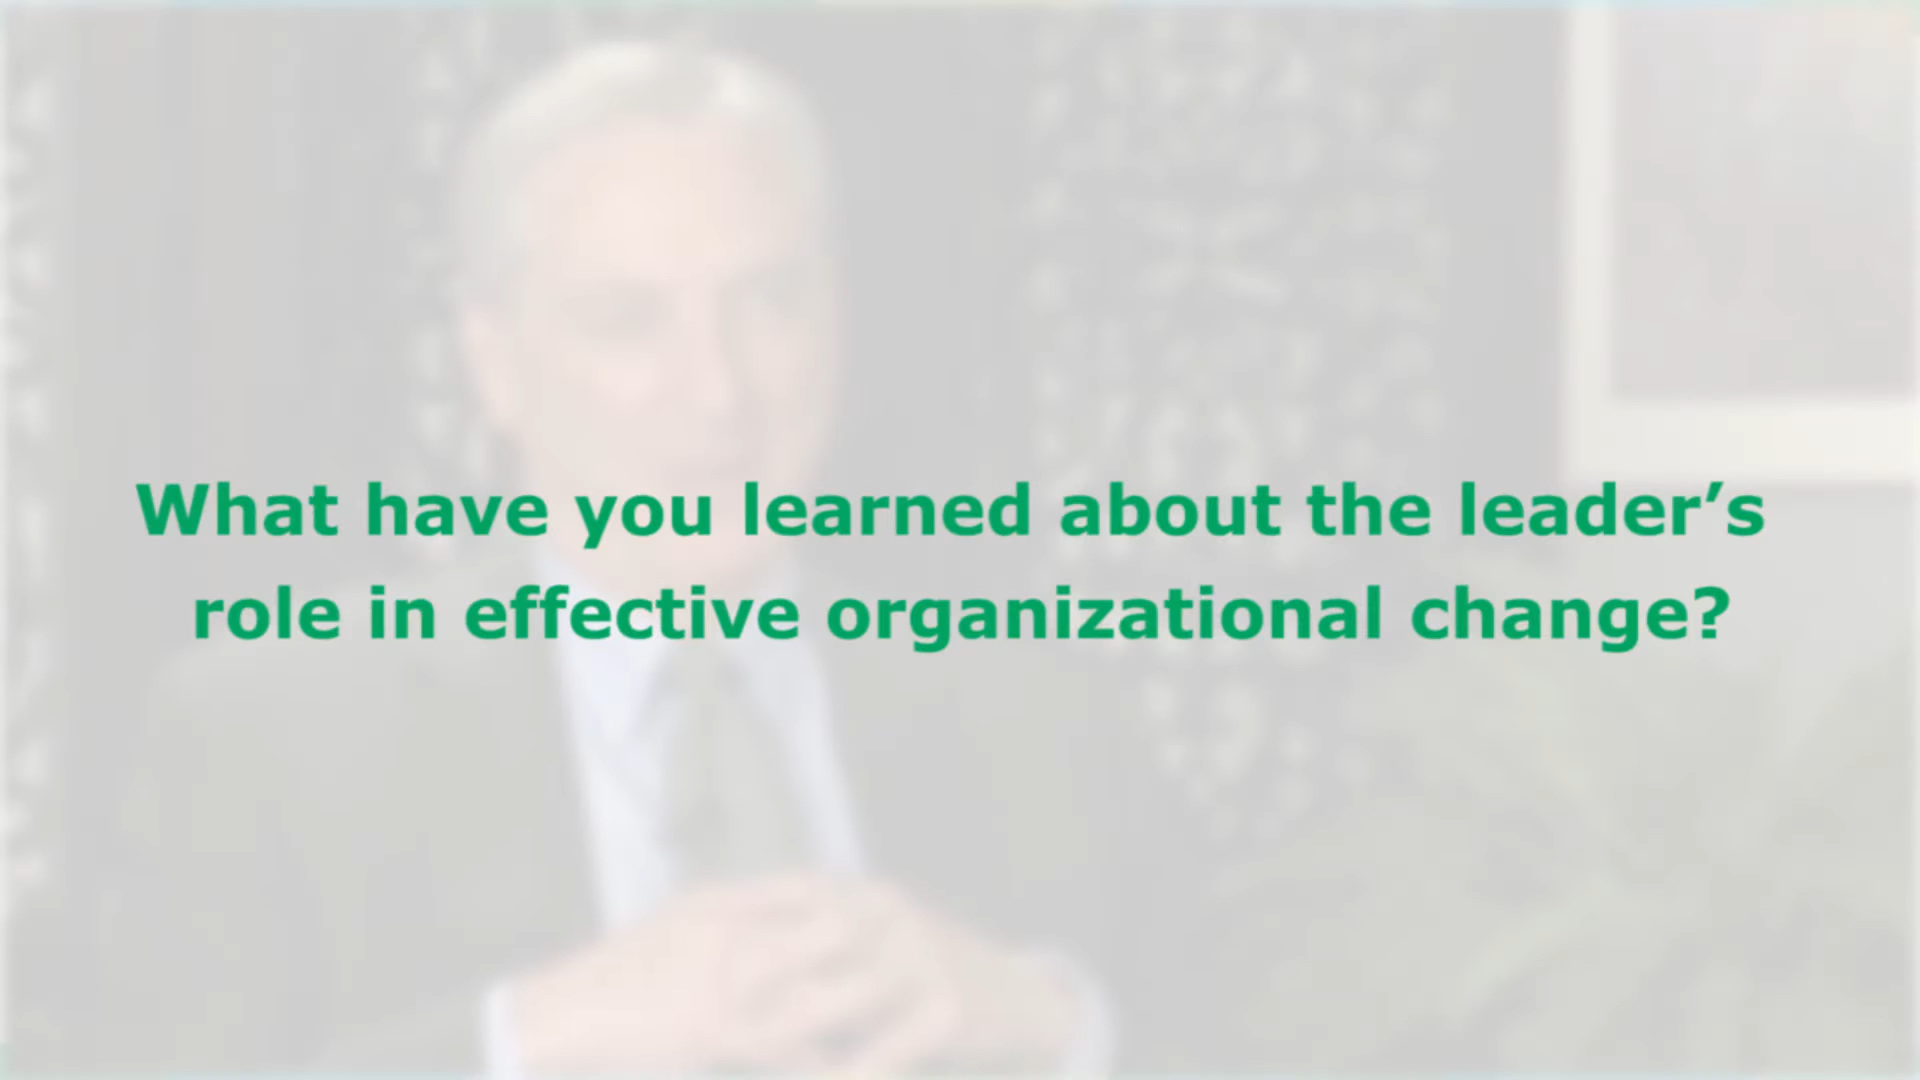 What have you learned about the leader’s
role in effective organizational change?